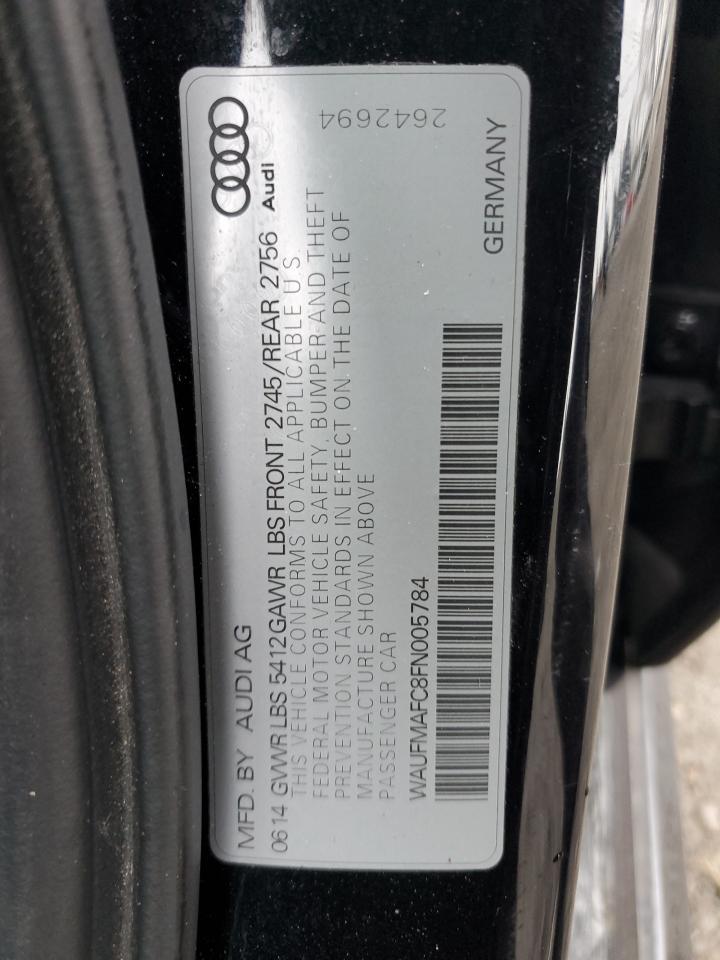 MFD. BY AUDI AG
Audi
0614 GVWR LBS 5412 GAWR LBS FRONT 2745/REAR 2756
THIS VEHICLE CONFORMS TO ALL APPLICABLE U.S.
FEDERAL MOTOR VEHICLE SAFETY, BUMPER AND THEFT
PREVENTION STANDARDS IN EFFECT ON THE DATE OF
MANUFACTURE SHOWN ABOVE
PASSENGER CAR
2642694
WAUFMAFC8FN005784
GERMANY